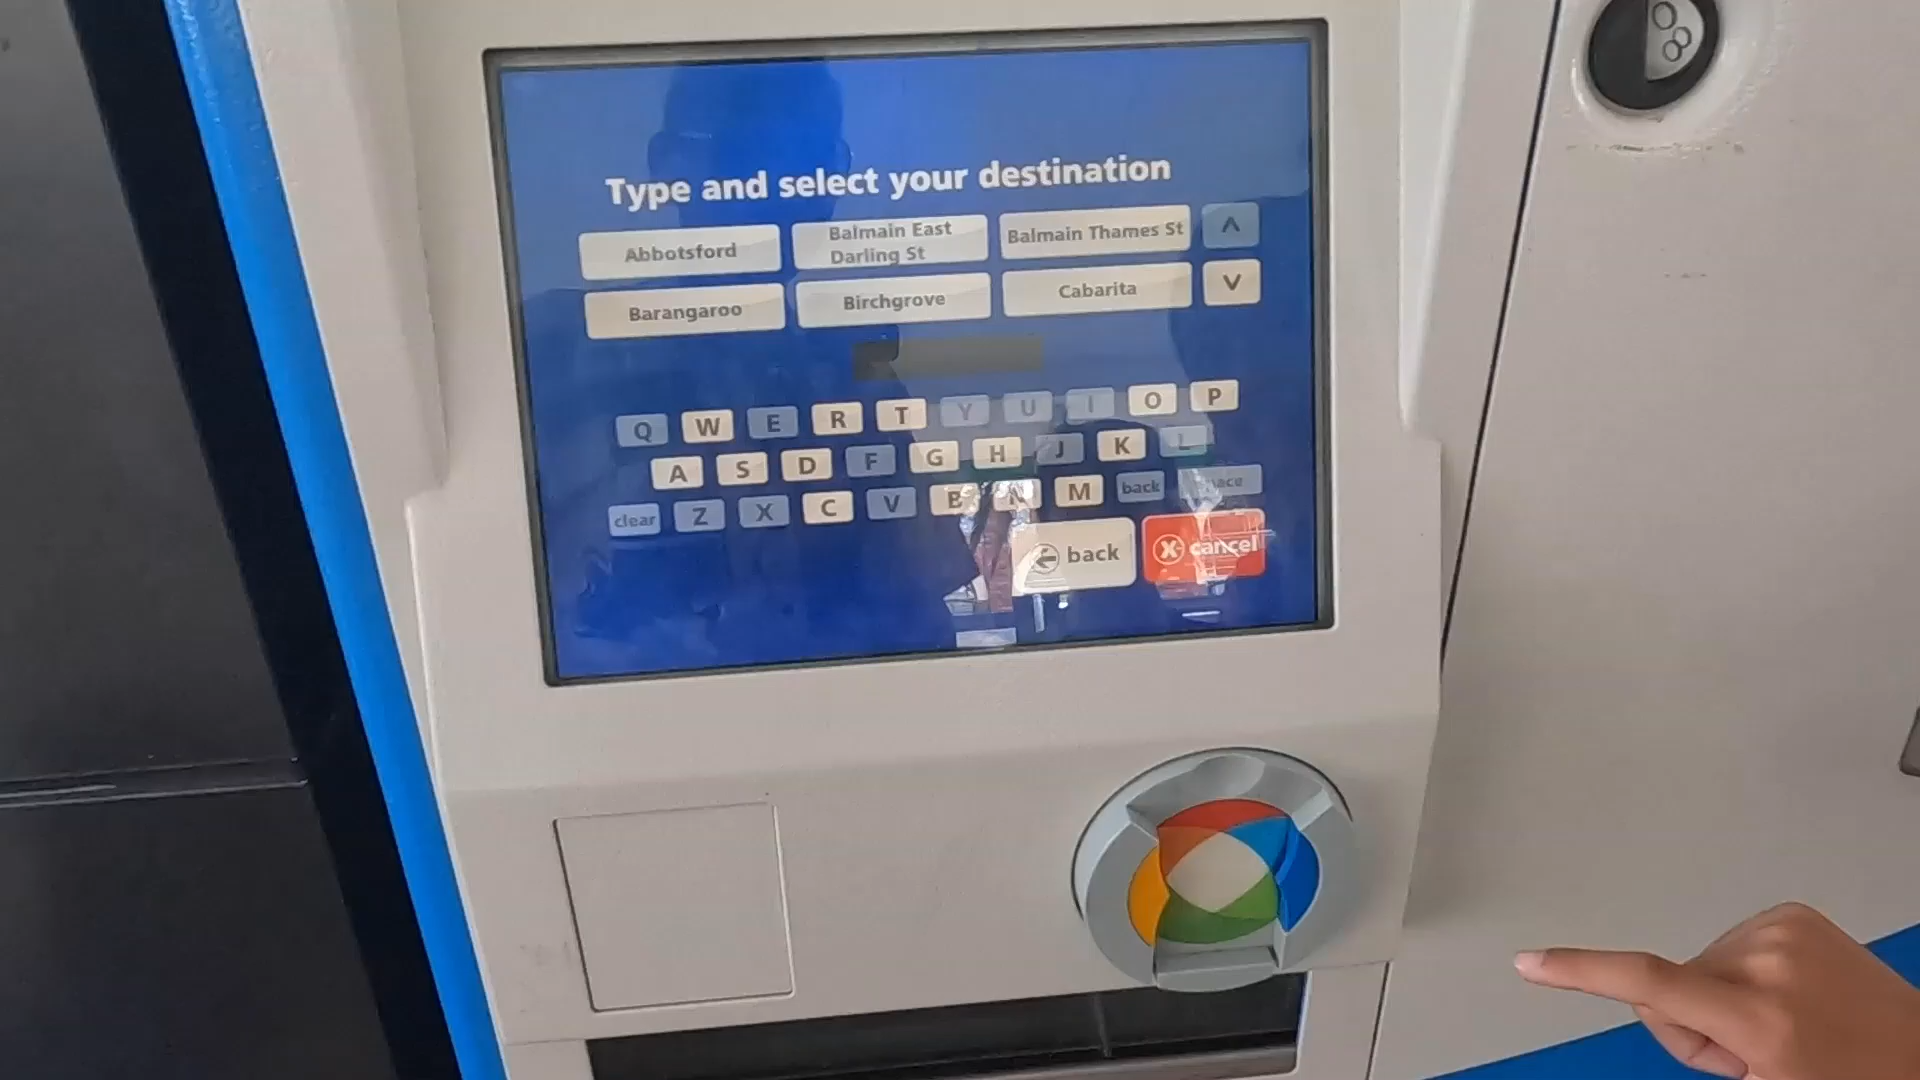 Type and select your destination
Abbotsford
Balmain East
Darling St
Balmain Thames St
^
Barangaroo
Birchgrove
Cabarita
v
Q W E R T Y U I O P
A S D F G H J K L
clear Z X C V B N M back
back
X cancel